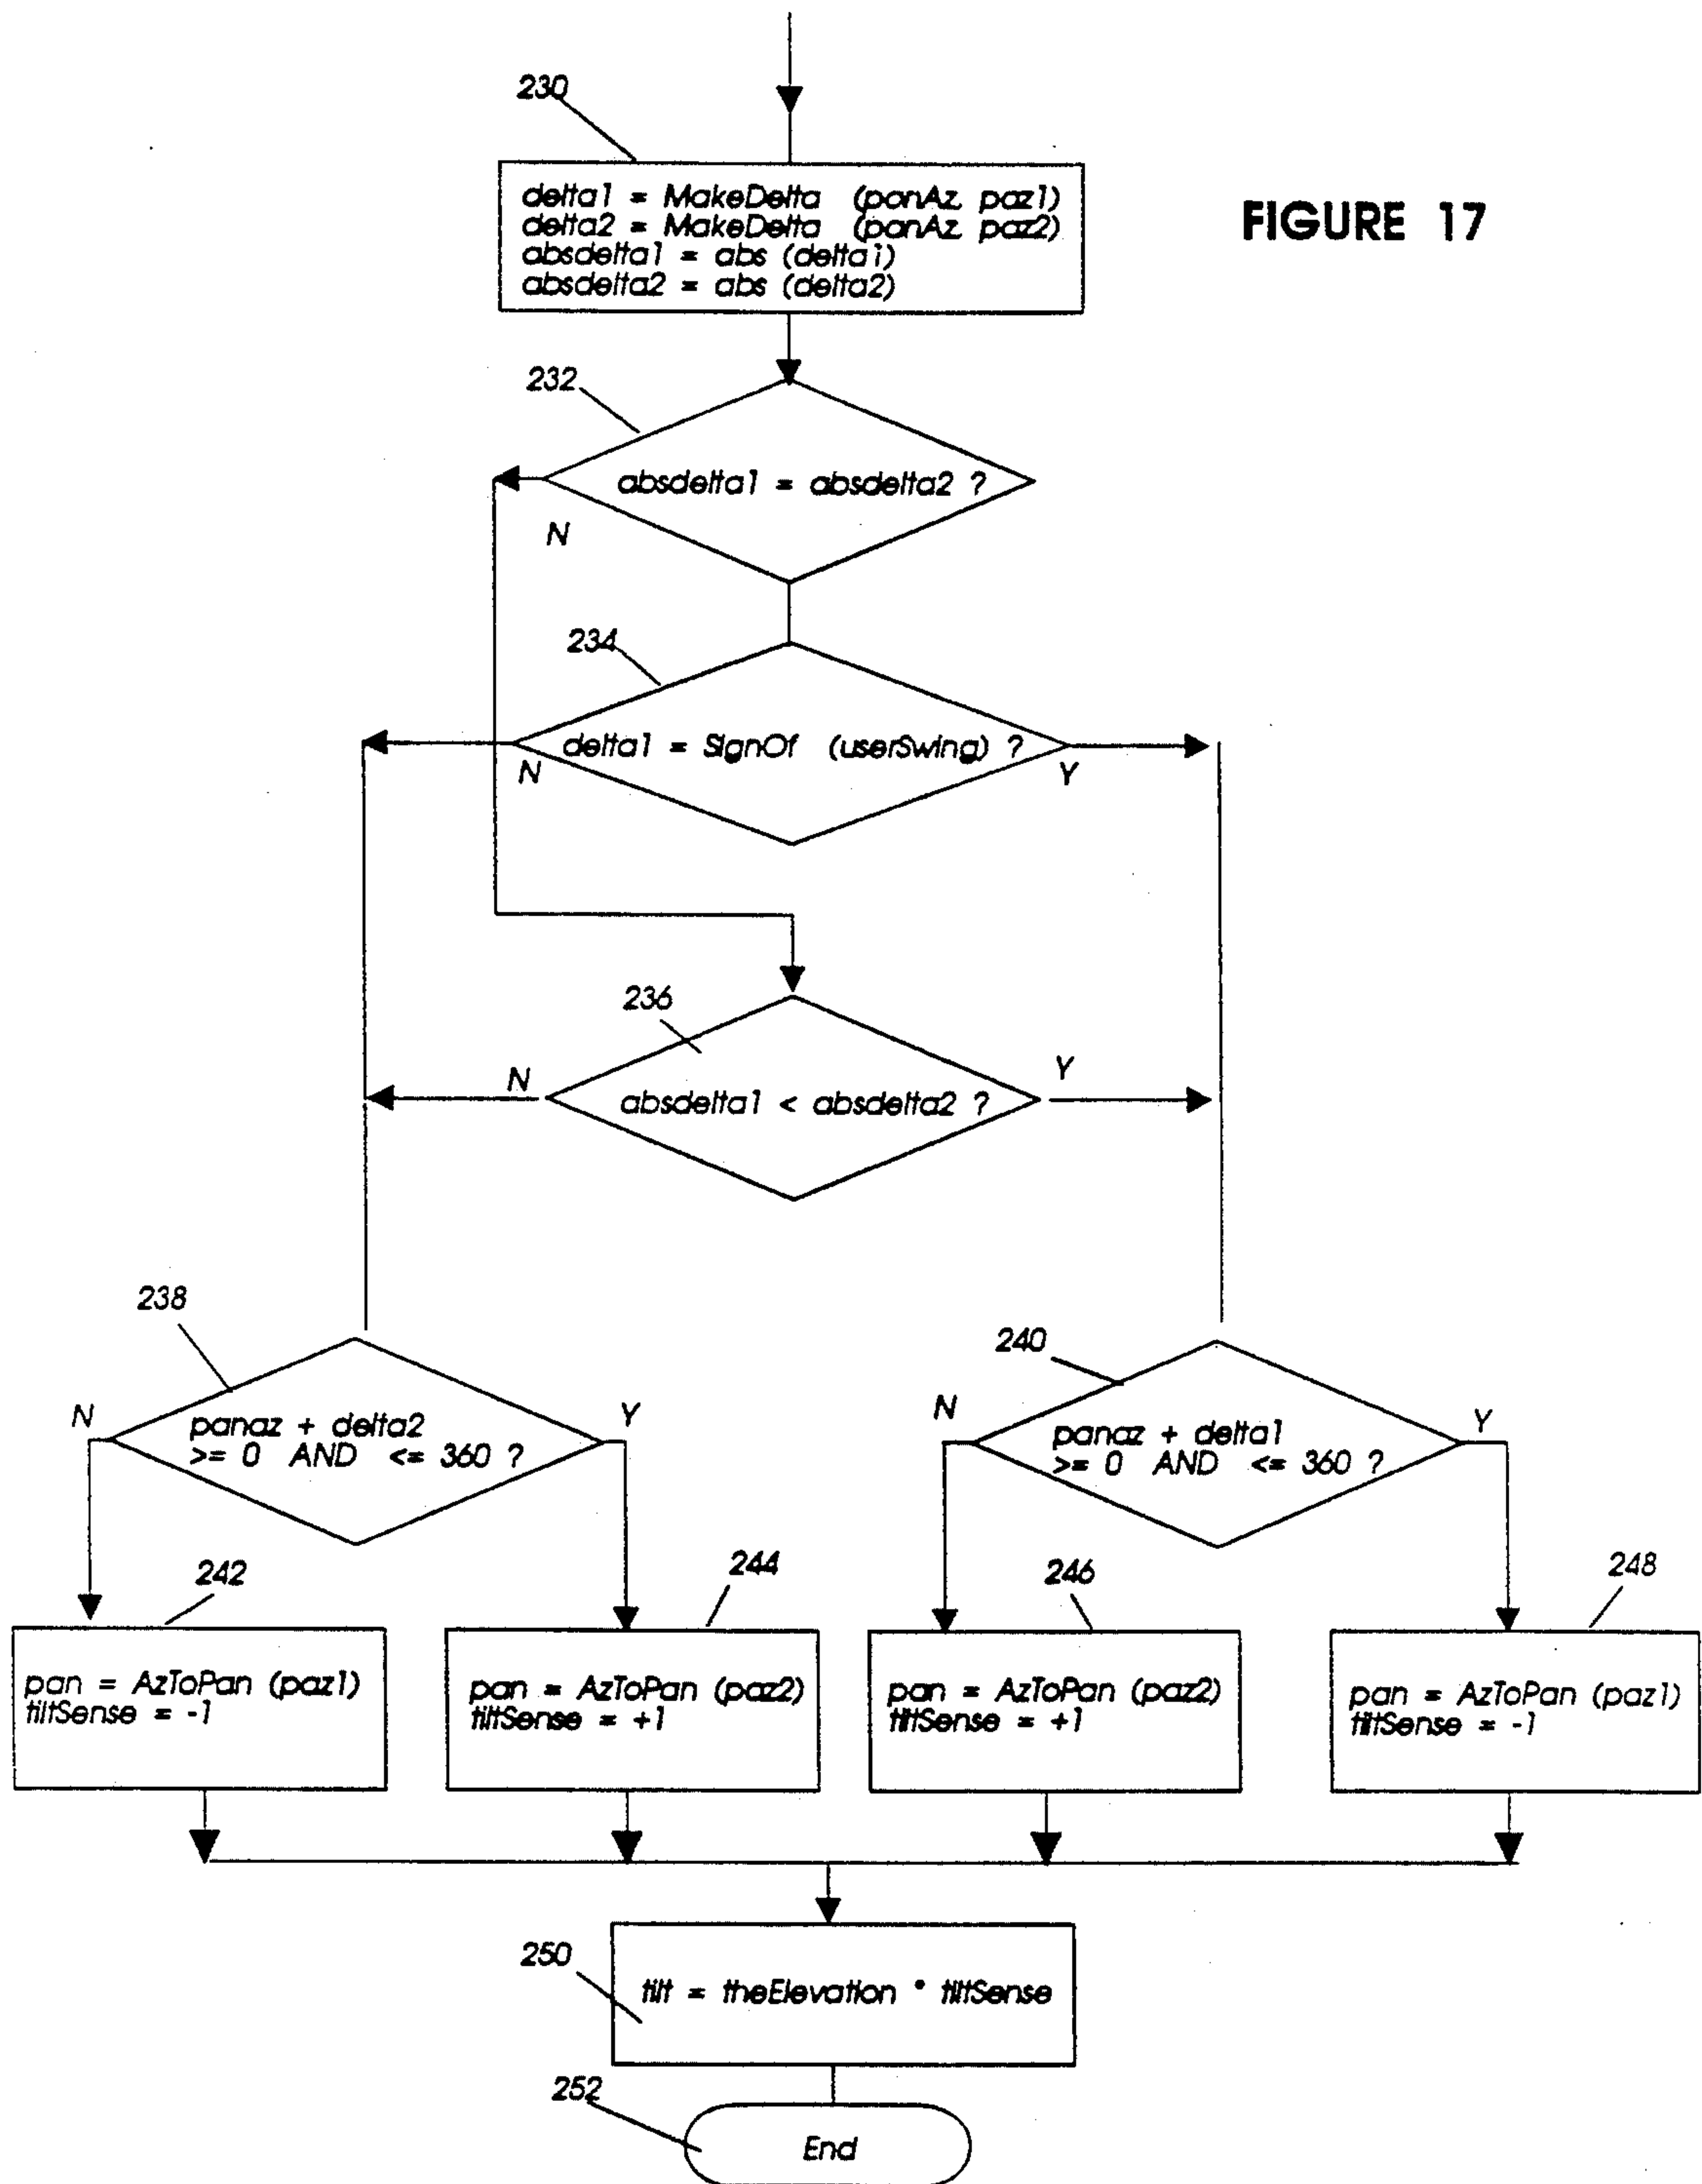 FIGURE 17
230
delta1 = MakeDelta (panAz, paz1)
delta2 = MakeDelta (panAz, paz2)
absdelta1 = abs (delta1)
absdelta2 = abs (delta2)
232
absdelta1 = absdelta2 ?
N
234
delta1 = SignOf (userSwing) ?
N
Y
236
N
Y
absdelta1 < absdelta2 ?
238
N
Y
panaz + delta2
>= 0 AND <= 360 ?
240
N
Y
panaz + delta1
>= 0 AND <= 360 ?
242
pan = AzToPan (paz1)
tiltSense = -1
244
pan = AzToPan (paz2)
tiltSense = +1
246
pan = AzToPan (paz2)
tiltSense = +1
248
pan = AzToPan (paz1)
tiltSense = -1
250
tilt = theElevation * tiltSense
252
End